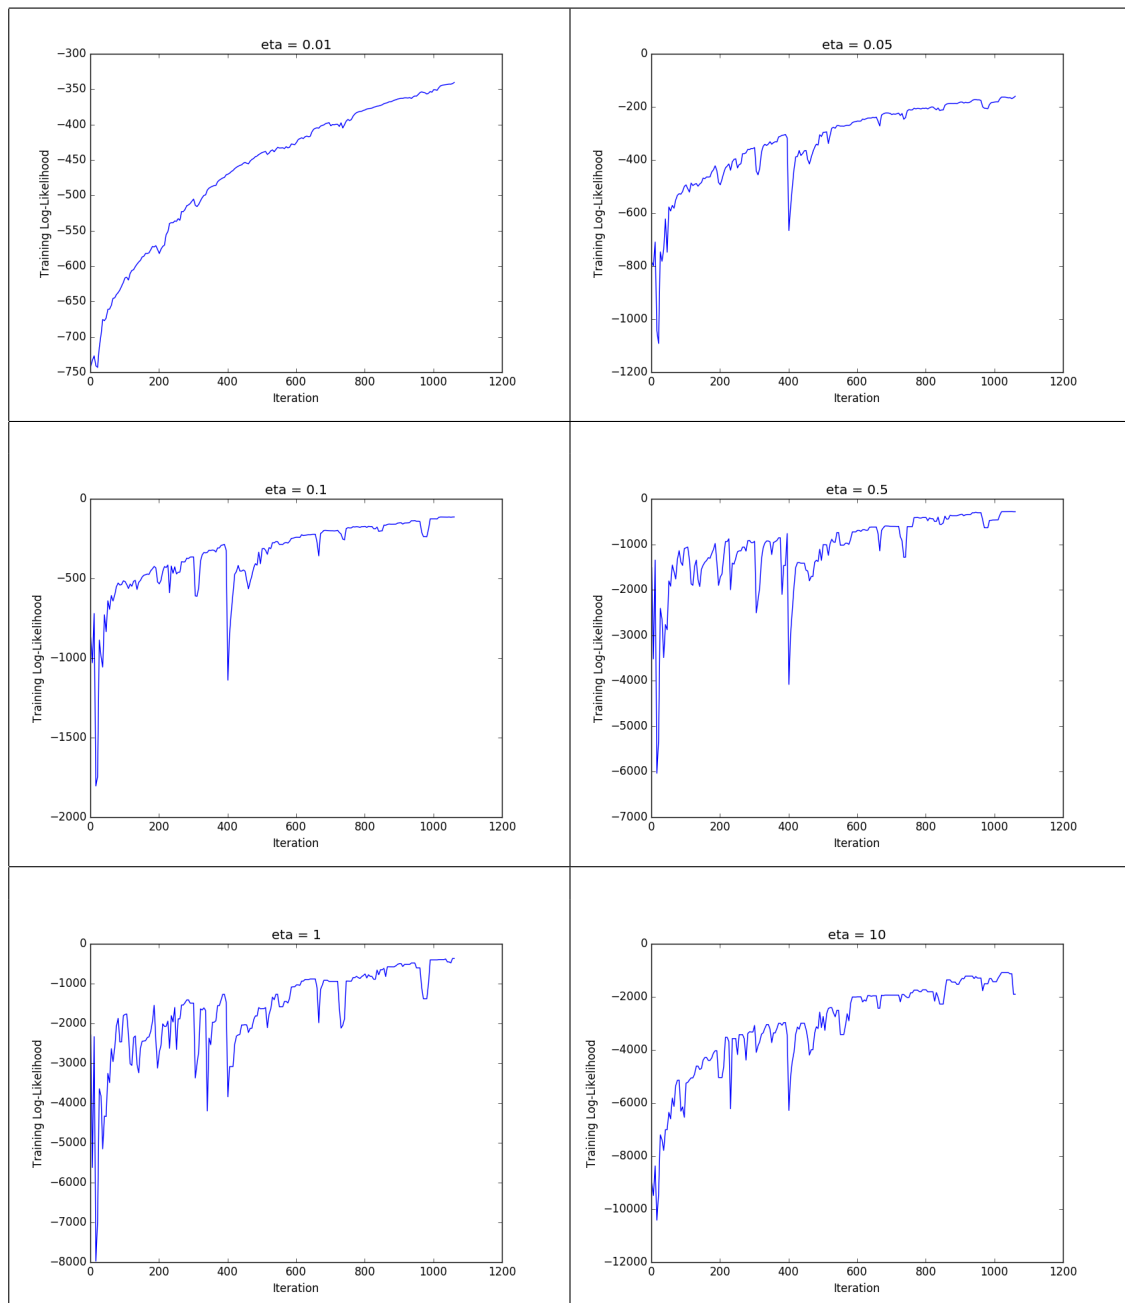 eta = 0.01
−300
−350
−400
−450
−500
−550
−600
−650
−700
−750
Training Log-Likelihood
0 200 400 600 800 1000 1200
Iteration
eta = 0.05
0
−200
−400
−600
−800
−1000
−1200
Training Log-Likelihood
0 200 400 600 800 1000 1200
Iteration
eta = 0.1
0
−500
−1000
−1500
−2000
Training Log-Likelihood
0 200 400 600 800 1000 1200
Iteration
eta = 0.5
0
−1000
−2000
−3000
−4000
−5000
−6000
−7000
Training Log-Likelihood
0 200 400 600 800 1000 1200
Iteration
eta = 1
0
−1000
−2000
−3000
−4000
−5000
−6000
−7000
−8000
Training Log-Likelihood
0 200 400 600 800 1000 1200
Iteration
eta = 10
0
−2000
−4000
−6000
−8000
−10000
−12000
Training Log-Likelihood
0 200 400 600 800 1000 1200
Iteration